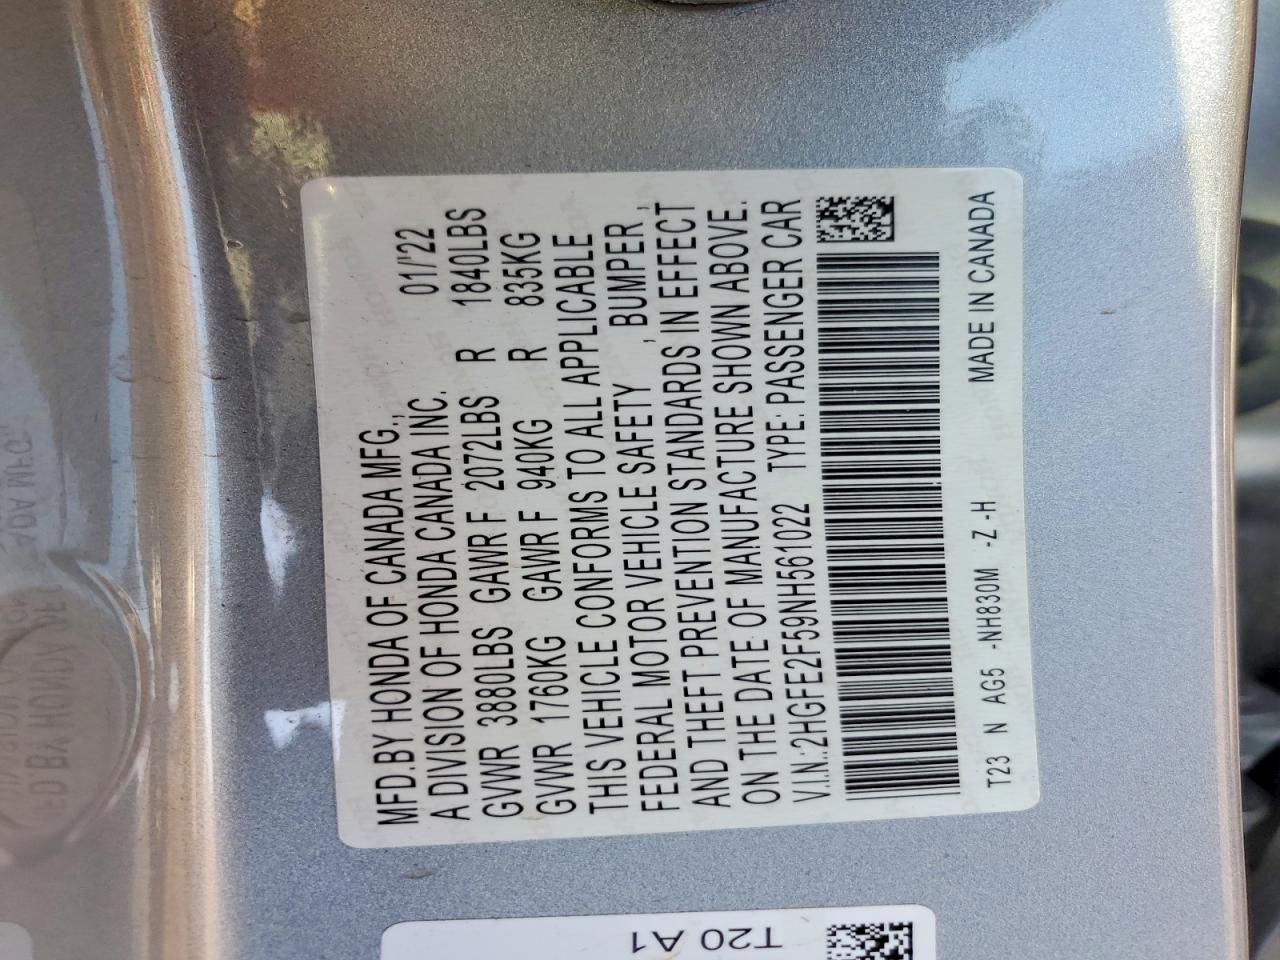 MFD.BY HONDA OF CANADA MFG.,
A DIVISION OF HONDA CANADA INC. 01/'22
GVWR 3880LBS GAWR F 2072LBS R 1840LBS
GVWR 1760KG GAWR F 940KG R 835KG
THIS VEHICLE CONFORMS TO ALL APPLICABLE
FEDERAL MOTOR VEHICLE SAFETY , BUMPER ,
AND THEFT PREVENTION STANDARDS IN EFFECT
ON THE DATE OF MANUFACTURE SHOWN ABOVE.
V.I.N.:2HGFE2F59NH561022 TYPE: PASSENGER CAR
T23 N AG5 -NH830M -Z -H MADE IN CANADA
T20 A1